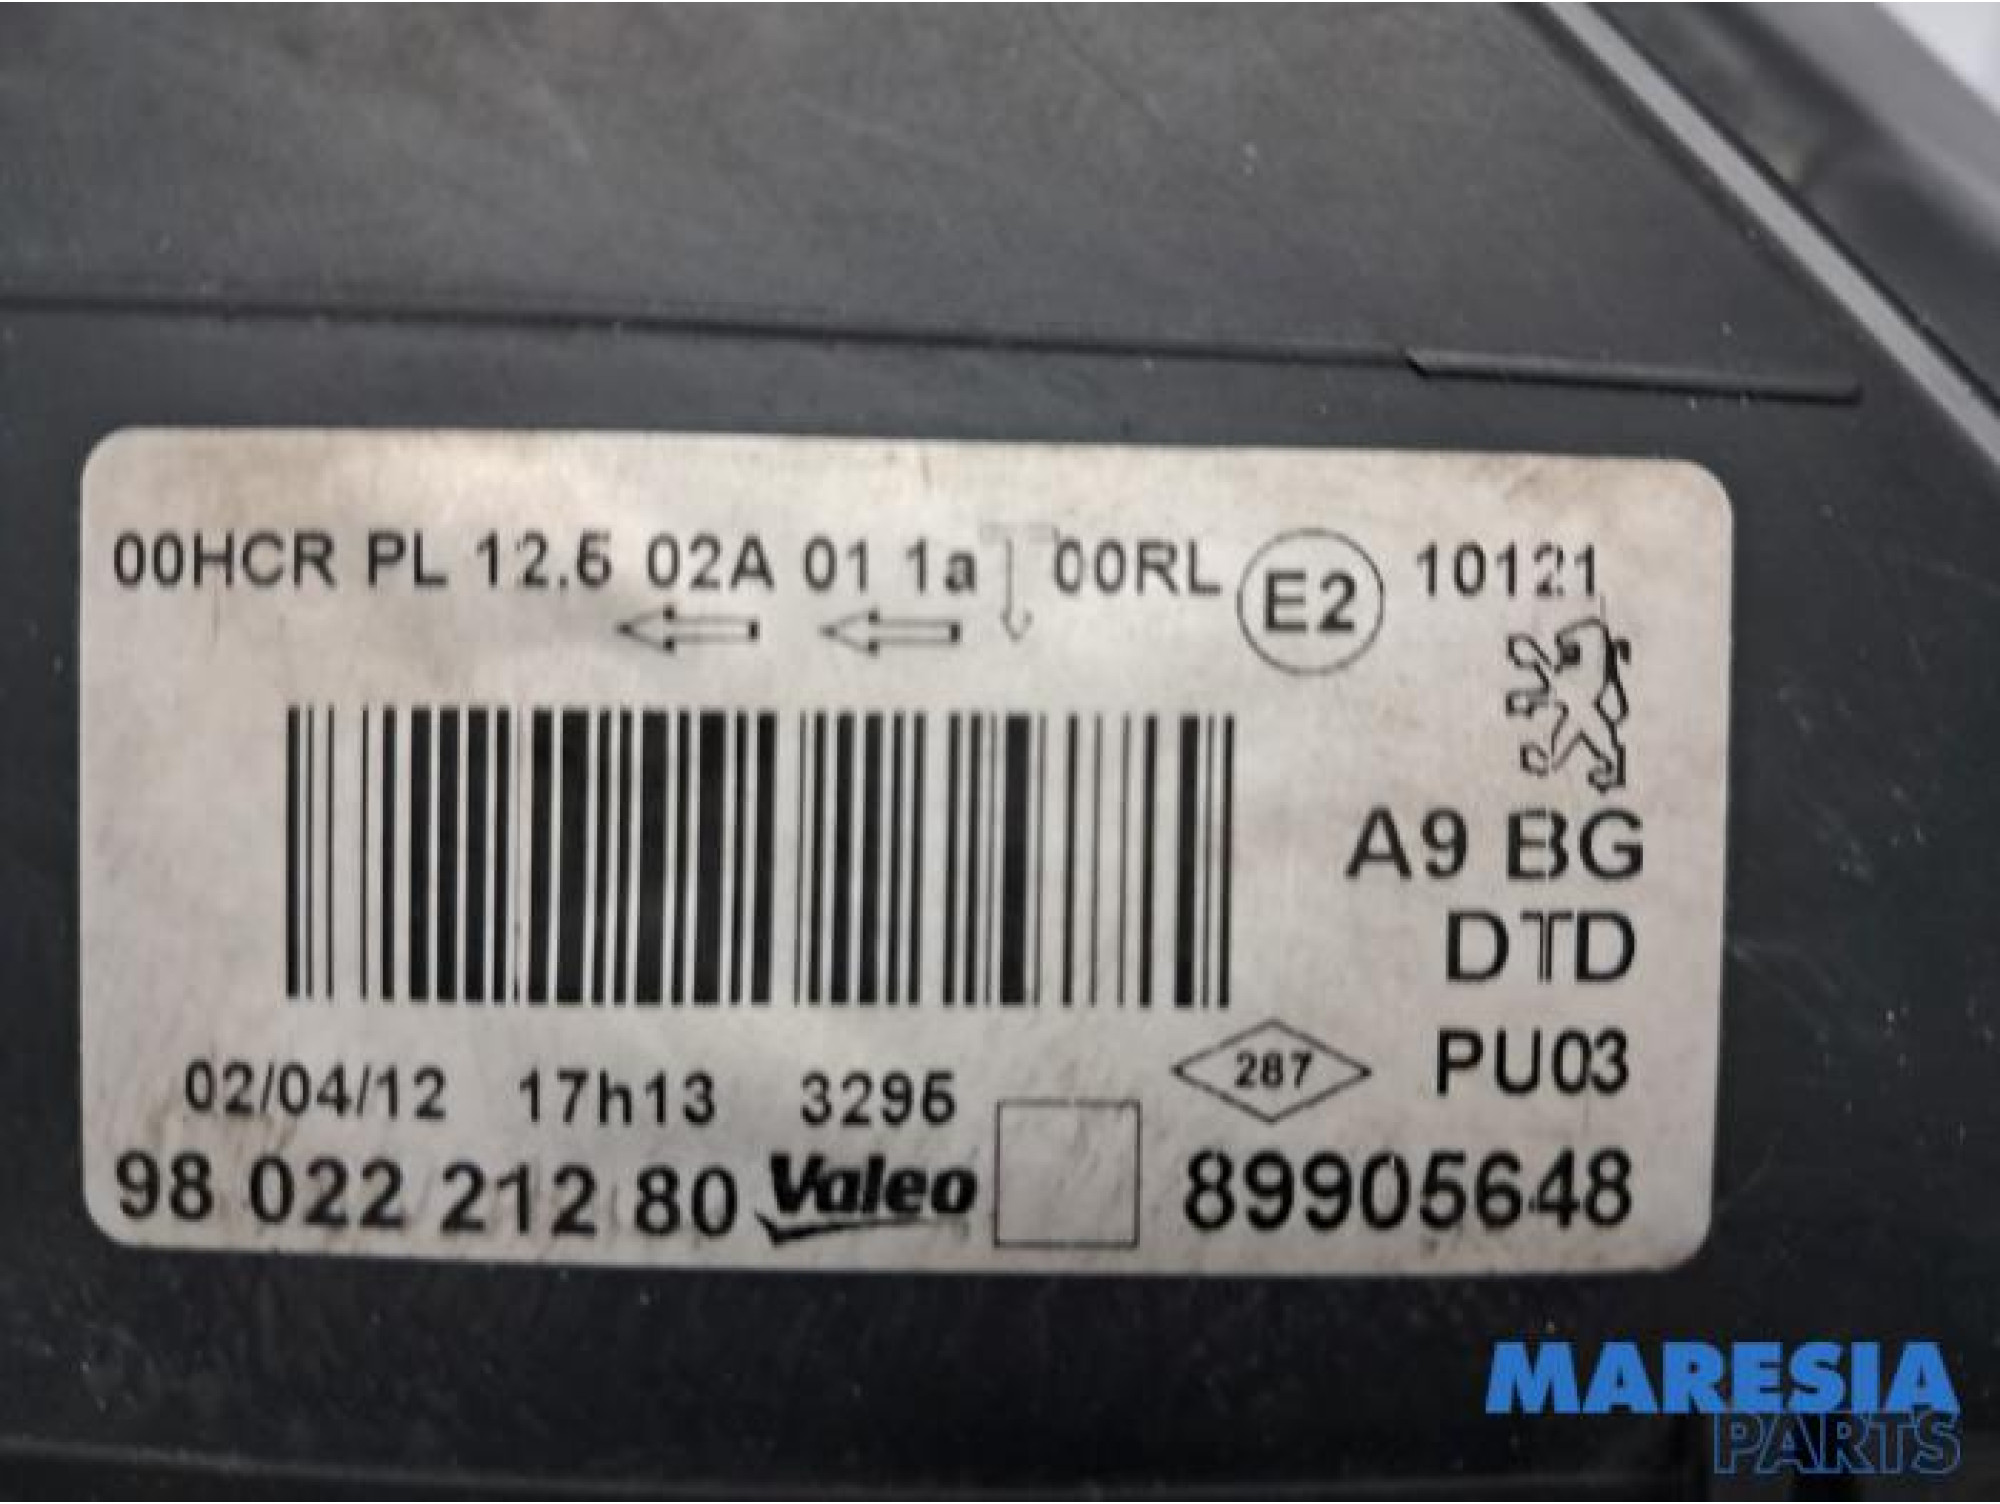 00HCR PL 12.5 02A 01 1a 00RL E2 10121
A9 BG
DTD
287 PU03
02/04/12 17h13 3295
98 022 212 80 Valeo 89905648
MARESIA
PARTS